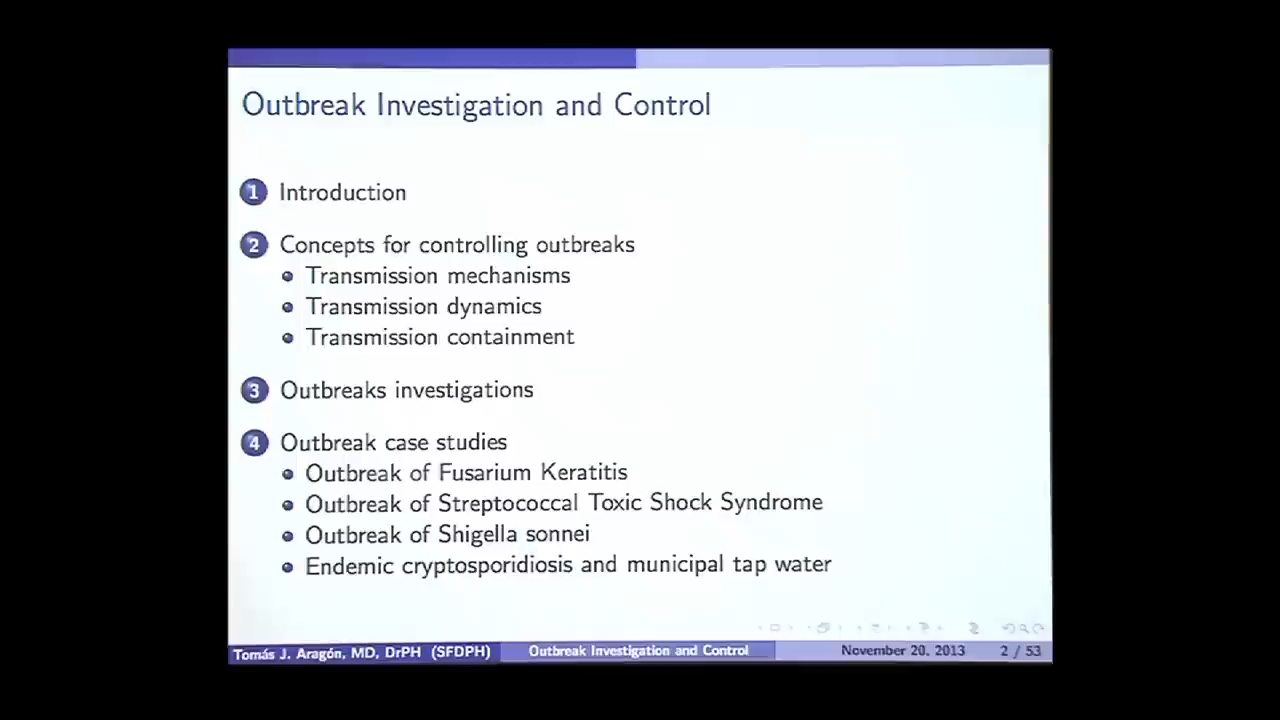 Outbreak Investigation and Control
1 Introduction
2 Concepts for controlling outbreaks
Transmission mechanisms
Transmission dynamics
Transmission containment
3 Outbreaks investigations
4 Outbreak case studies
Outbreak of Fusarium Keratitis
Outbreak of Streptococcal Toxic Shock Syndrome
Outbreak of Shigella sonnei
Endemic cryptosporidiosis and municipal tap water
Tomás J. Aragón, MD, DrPH (SFDPH) Outbreak Investigation and Control November 20, 2013 2 / 53